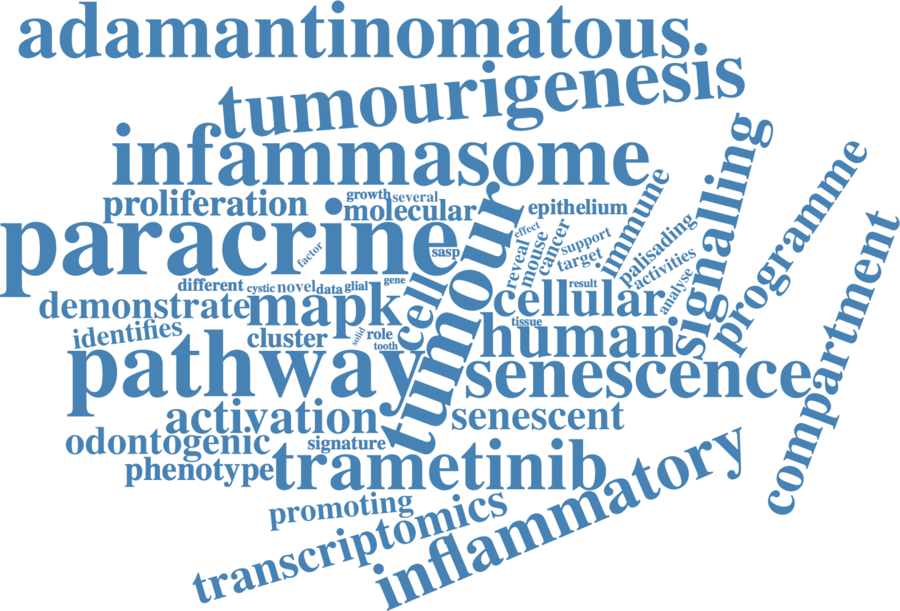 adamantinomatous
tumourigenesis
infammasome
proliferation
growth
several
molecular
epithelium
immune
signalling
programme
paracrine
factor
sasp
tumour
effect
reveal
mouse
cancer
support
target
palisading
activities
analyse
compartment
different
cystic
novel
data
glial
gene
result
demonstrate
mapk
cell
cellular
identifies
cluster
solid
role
tooth
tissue
human
pathway
senescence
activation
senescent
odontogenic
signature
phenotype
trametinib
promoting
transcriptomics
inflammatory